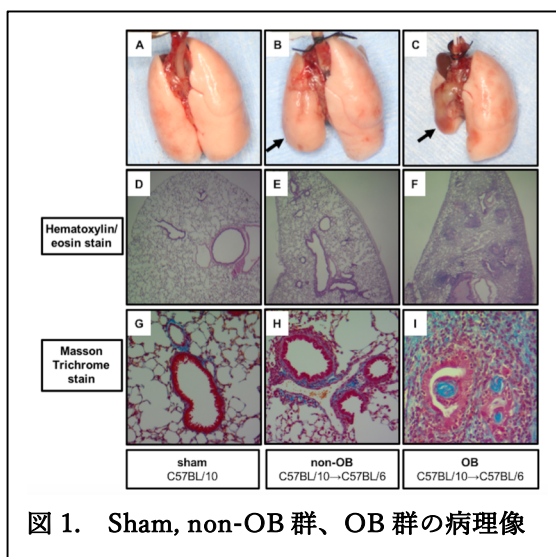 A
B
C
D
E
F
Hematoxylin/
eosin stain
G
H
I
Masson
Trichrome
stain
sham
C57BL/10
non-OB
C57BL/10→C57BL/6
OB
C57BL/10→C57BL/6
図 1. Sham, non-OB 群、OB 群の病理像